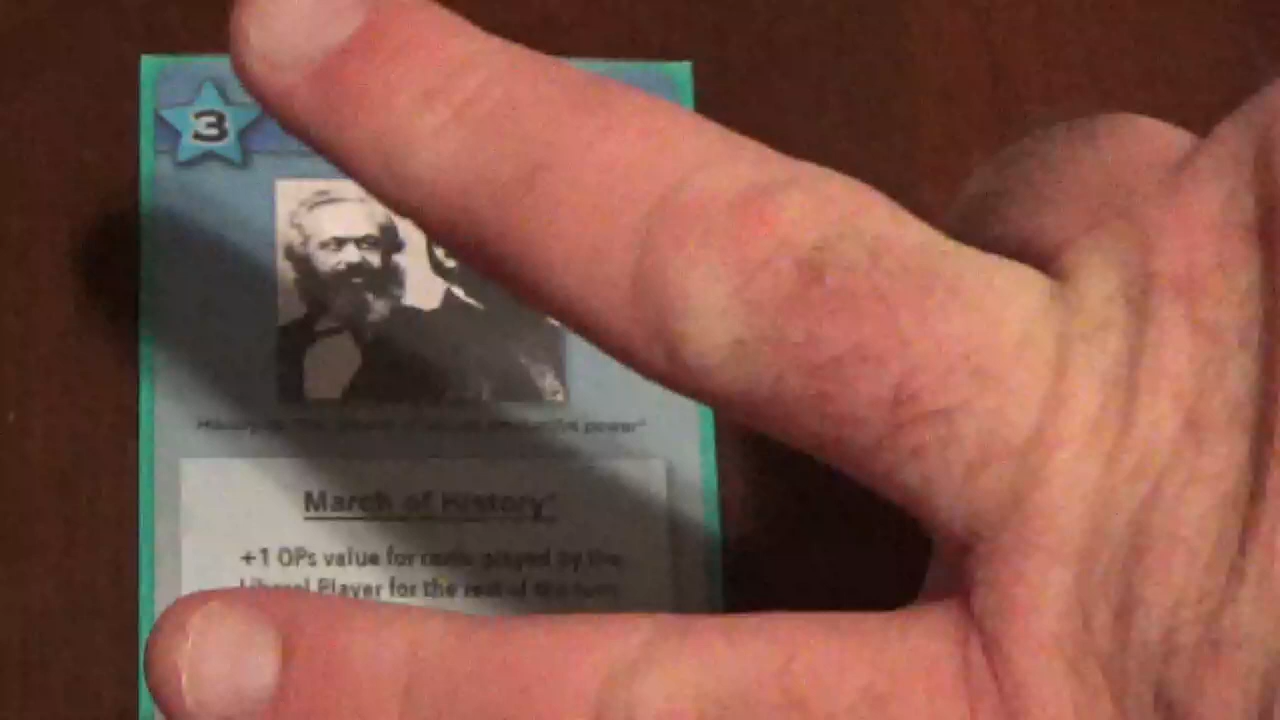 3
power"
March of History*
+1 OPs value for cards played by the
Liberal Player for the rest of the turn.